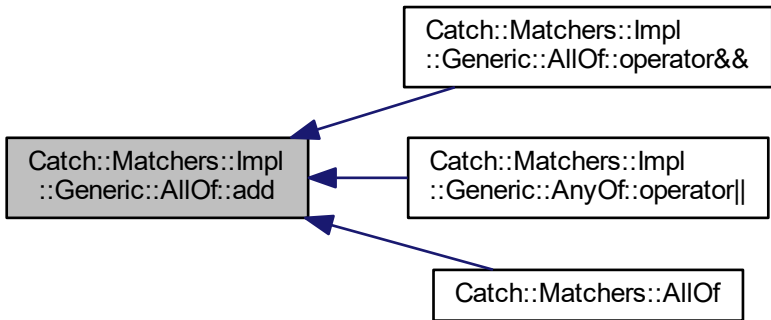 Catch::Matchers::Impl
::Generic::AllOf::operator&&
Catch::Matchers::Impl
::Generic::AllOf::add
Catch::Matchers::Impl
::Generic::AnyOf::operator||
Catch::Matchers::AllOf